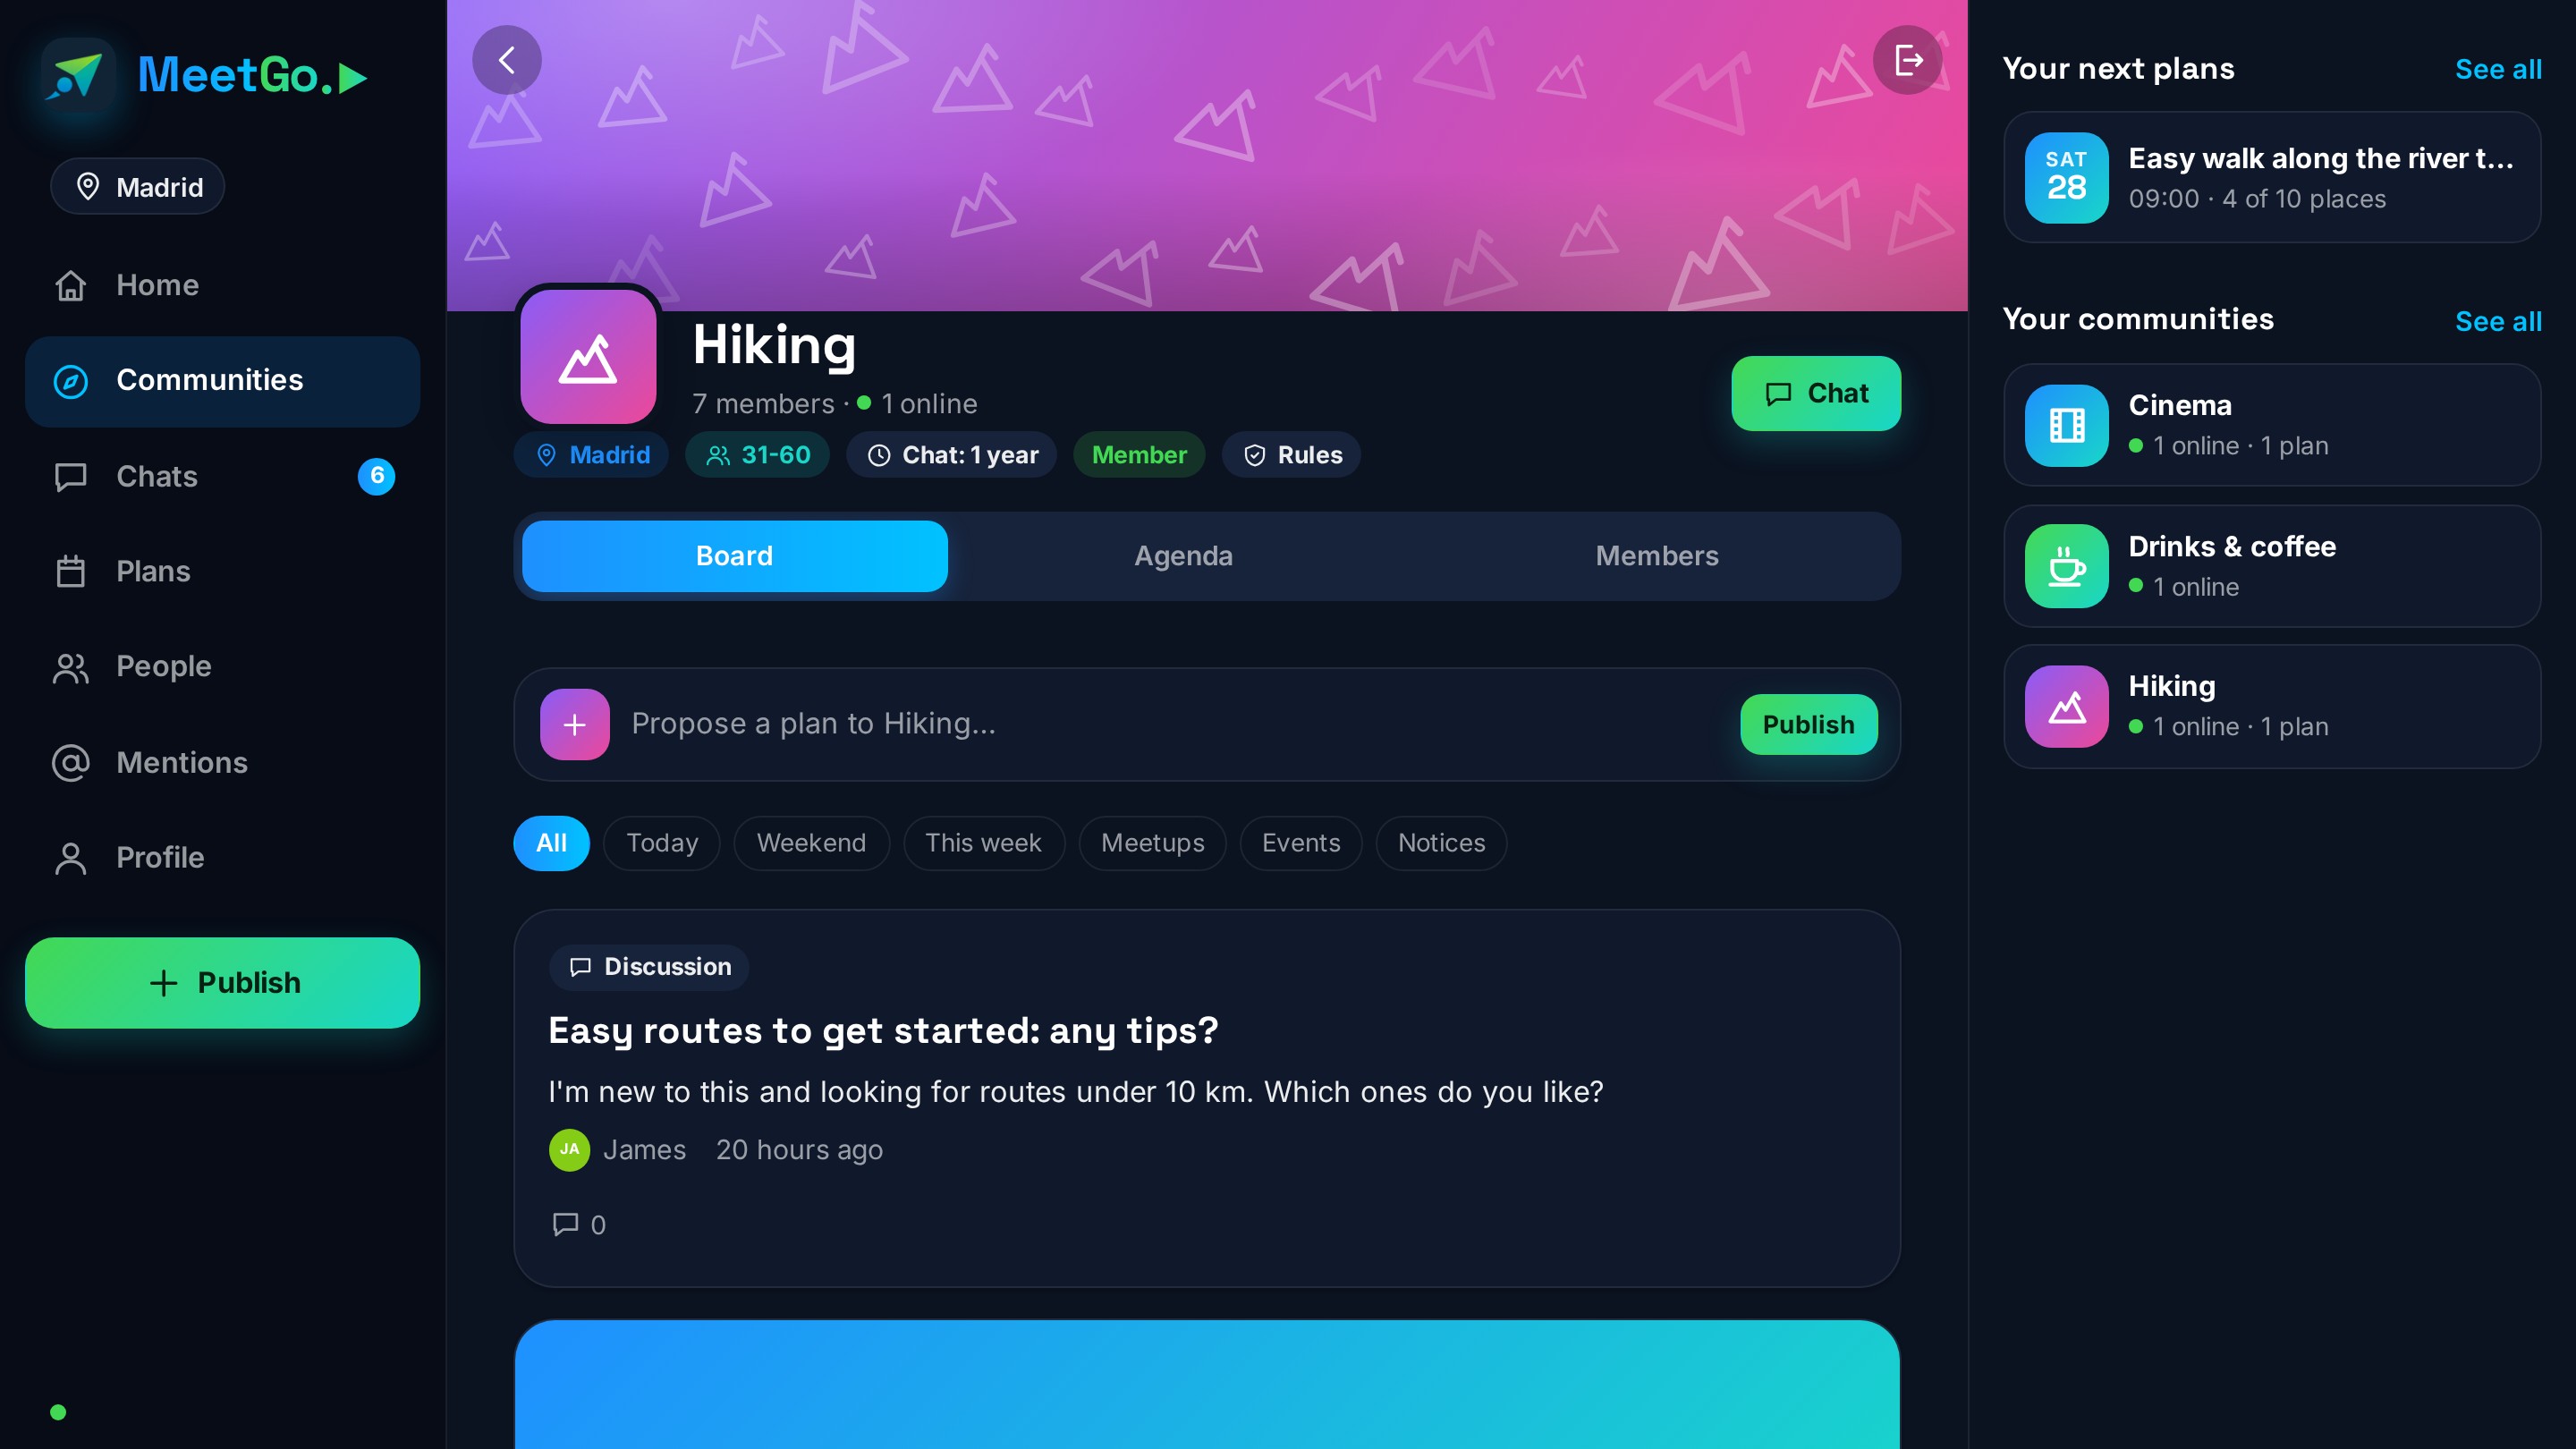 MeetGo.
Madrid
Home
Communities
Chats
6
Plans
People
Mentions
Profile
Publish
Hiking
7 members · 1 online
Chat
Madrid
31-60
Chat: 1 year
Member
Rules
Board
Agenda
Members
Propose a plan to Hiking...
Publish
All
Today
Weekend
This week
Meetups
Events
Notices
Discussion
Easy routes to get started: any tips?
I'm new to this and looking for routes under 10 km. Which ones do you like?
JA
James 20 hours ago
0
Your next plans
See all
SAT
28
Easy walk along the river t...
09:00 · 4 of 10 places
Your communities
See all
Cinema
1 online · 1 plan
Drinks & coffee
1 online
Hiking
1 online · 1 plan